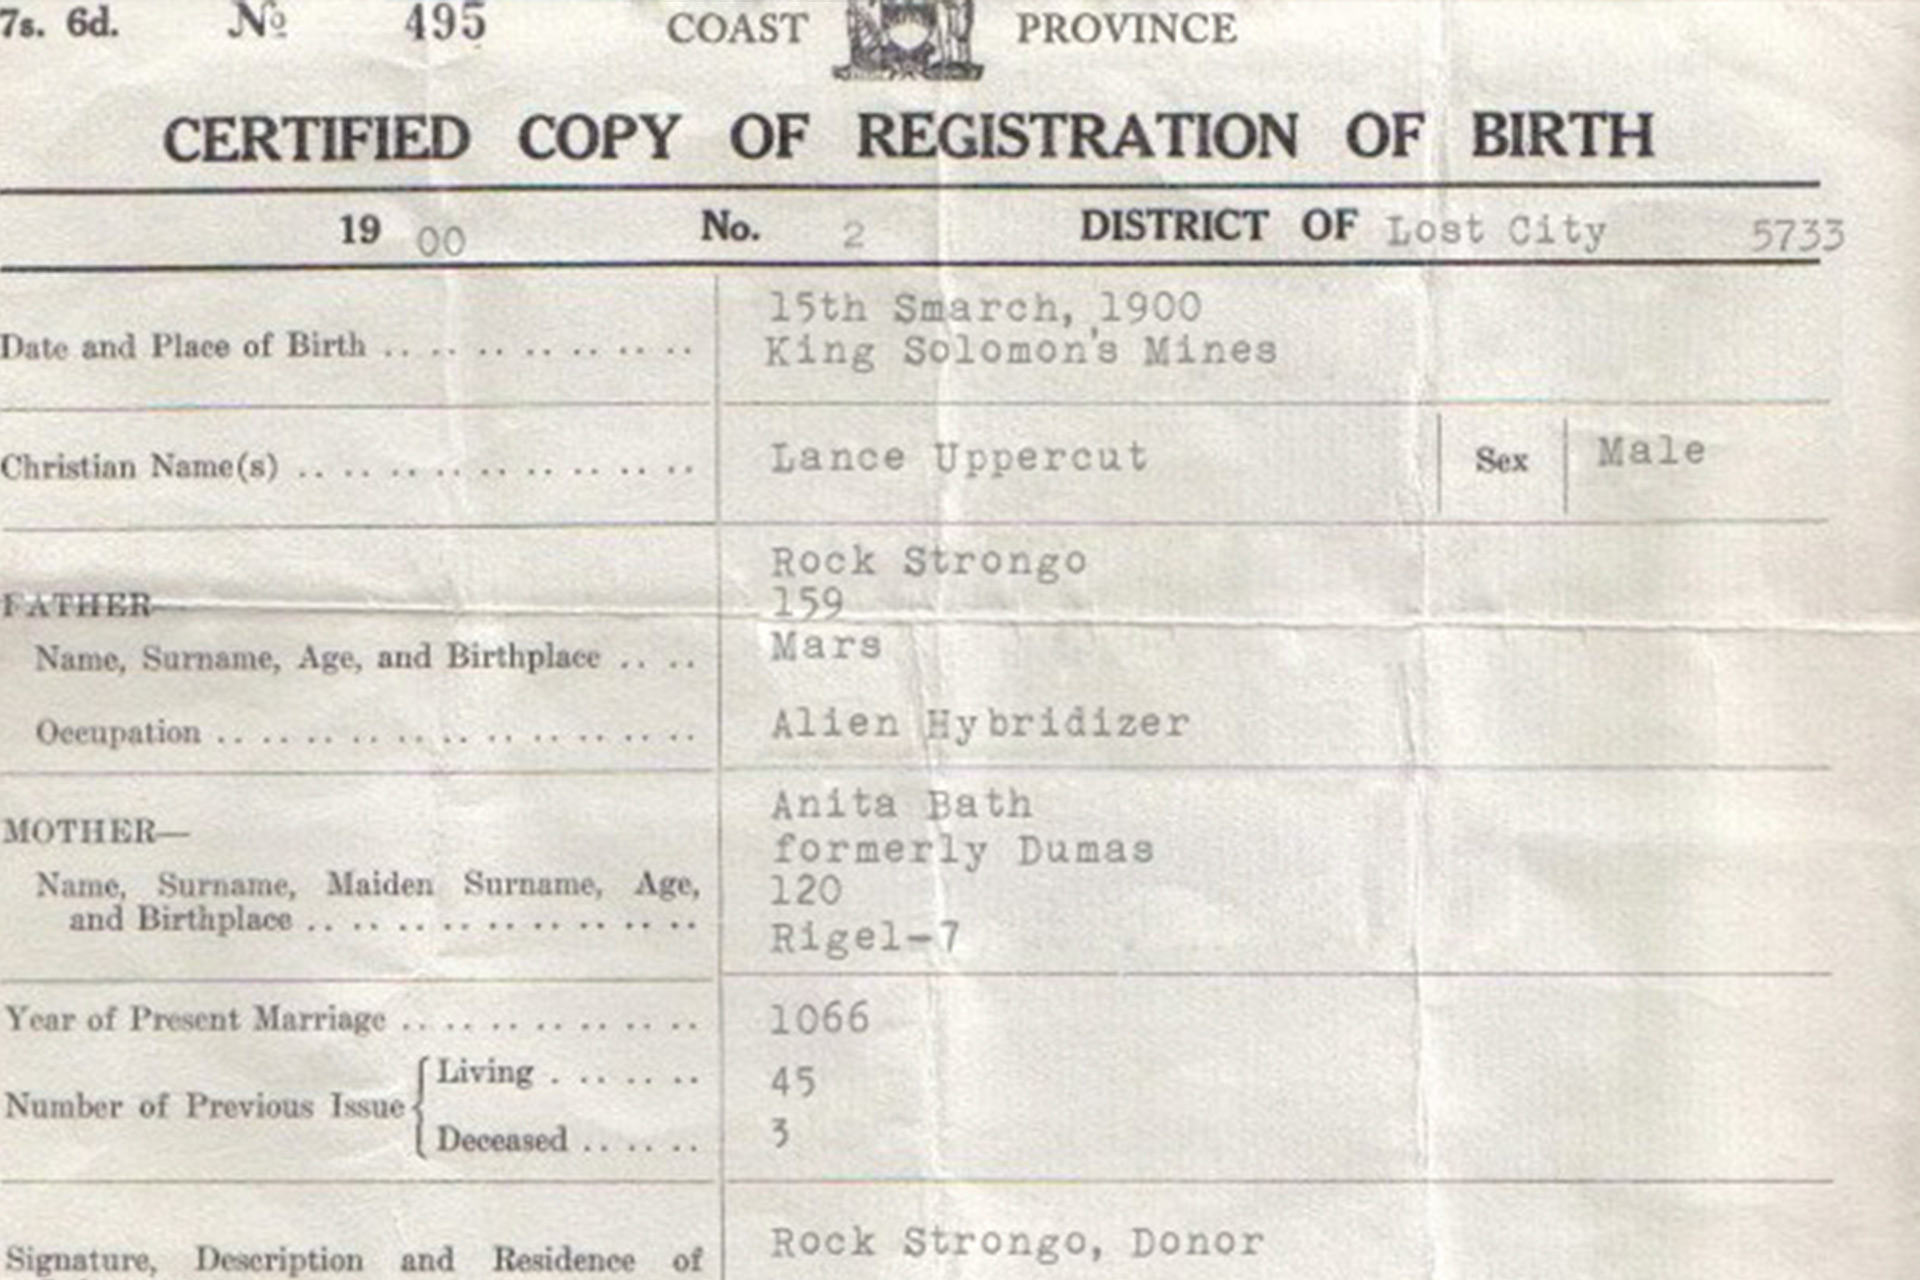 7s. 6d. № 495 COAST PROVINCE
CERTIFIED COPY OF REGISTRATION OF BIRTH
19 00 No. 2 DISTRICT OF Lost City 5733
15th Smarch, 1900
Date and Place of Birth .. .. .. .. .. .. .. King Solomon's Mines
Christian Name(s) .. .. .. .. .. .. .. .. .. Lance Uppercut Sex Male
Rock Strongo
FATHER— 159
Name, Surname, Age, and Birthplace .. .. Mars
Occupation .. .. .. .. .. .. .. .. .. .. .. Alien Hybridizer
Anita Bath
MOTHER— formerly Dumas
Name, Surname, Maiden Surname, Age, 120
and Birthplace .. .. .. .. .. .. .. .. .. Rigel-7
Year of Present Marriage .. .. .. .. .. .. .. 1066
Living . .. .. .. 45
Number of Previous Issue
Deceased .. .. .. 3
Rock Strongo, Donor
Signature, Description and Residence of